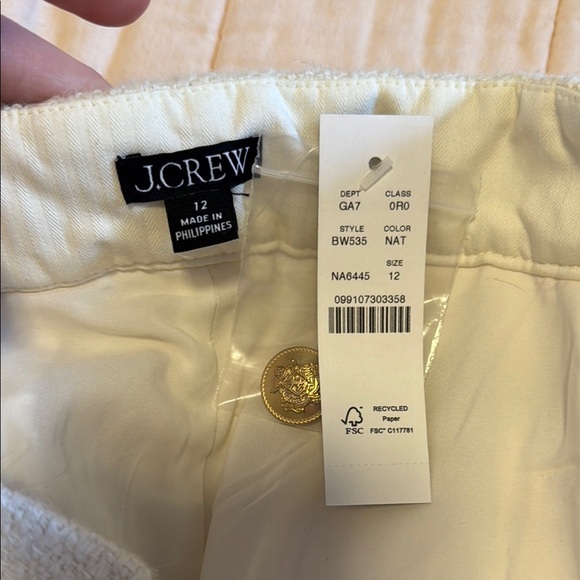 J.CREW
12
MADE IN
PHILIPPINES
DEPT CLASS
GA7 0R0
STYLE COLOR
BW535 NAT
SIZE
NA6445 12
099107303358
FSC
RECYCLED
Paper
FSC™ C117781